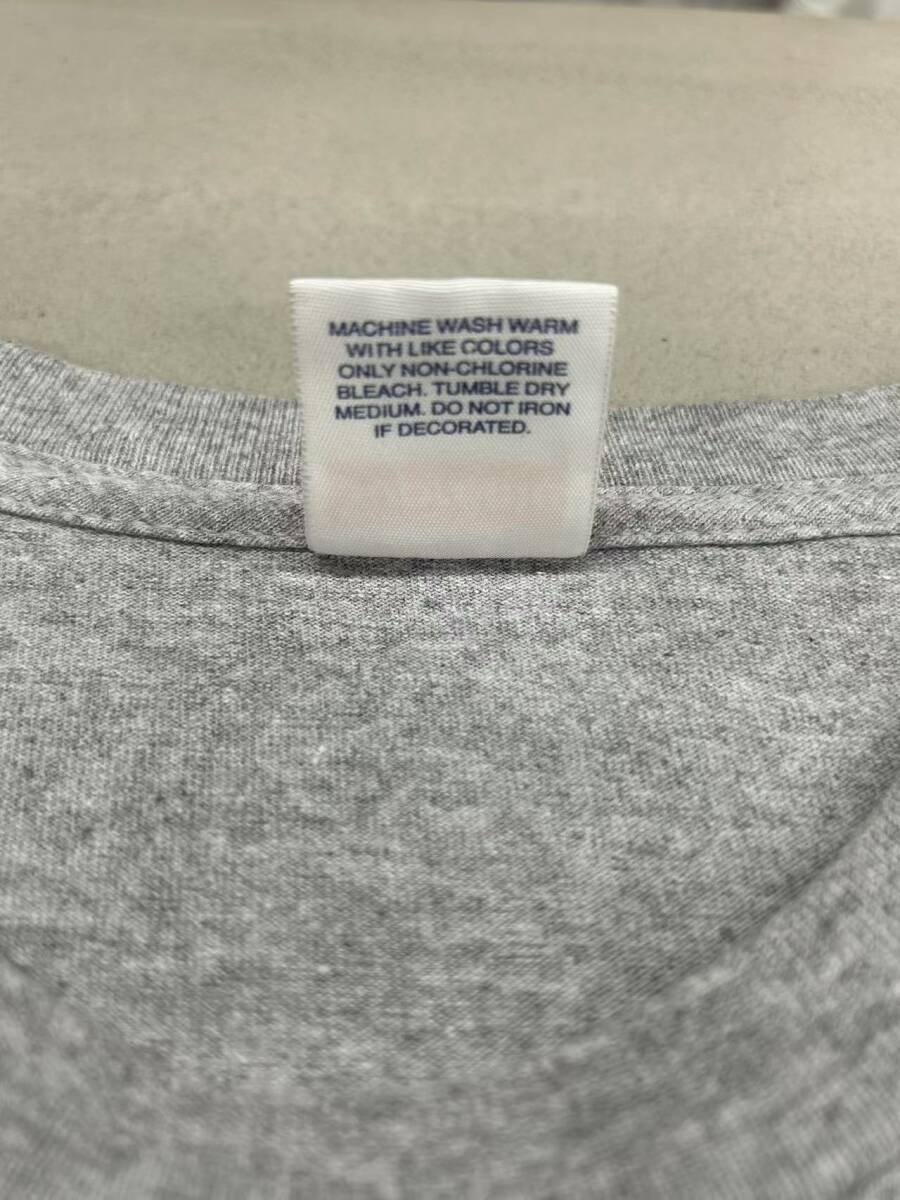 MACHINE WASH WARM
WITH LIKE COLORS
ONLY NON-CHLORINE
BLEACH. TUMBLE DRY
MEDIUM. DO NOT IRON
IF DECORATED.